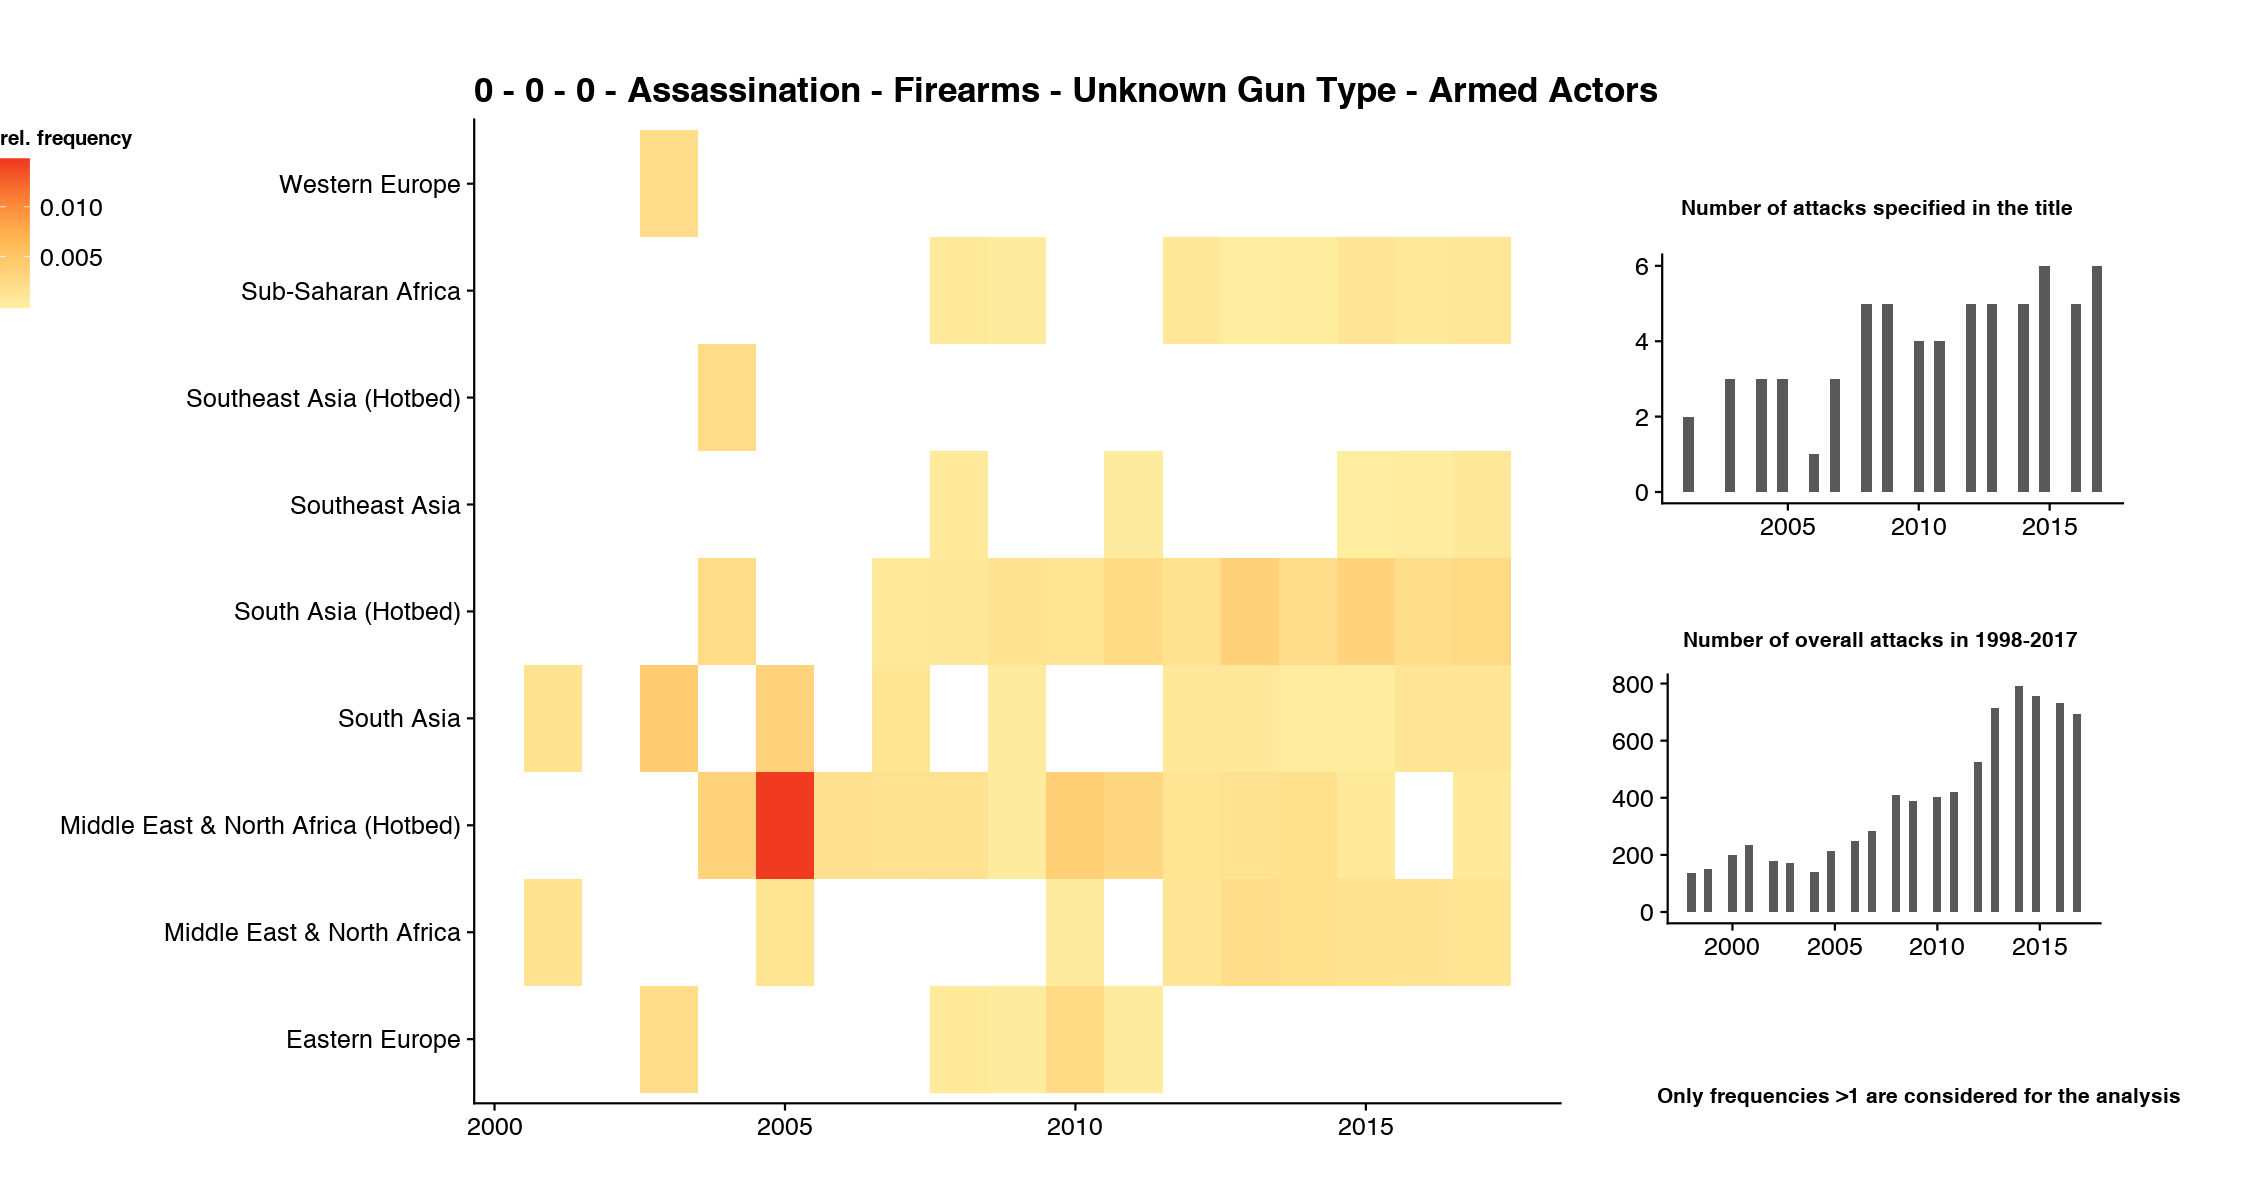 0 - 0 - 0 - Assassination - Firearms - Unknown Gun Type - Armed Actors
rel. frequency
0.010
0.005
Western Europe
Sub-Saharan Africa
Southeast Asia (Hotbed)
Southeast Asia
South Asia (Hotbed)
South Asia
Middle East & North Africa (Hotbed)
Middle East & North Africa
Eastern Europe
2000 2005 2010 2015
Number of attacks specified in the title
6
4
2
0
2005 2010 2015
Number of overall attacks in 1998-2017
800
600
400
200
0
2000 2005 2010 2015
Only frequencies >1 are considered for the analysis